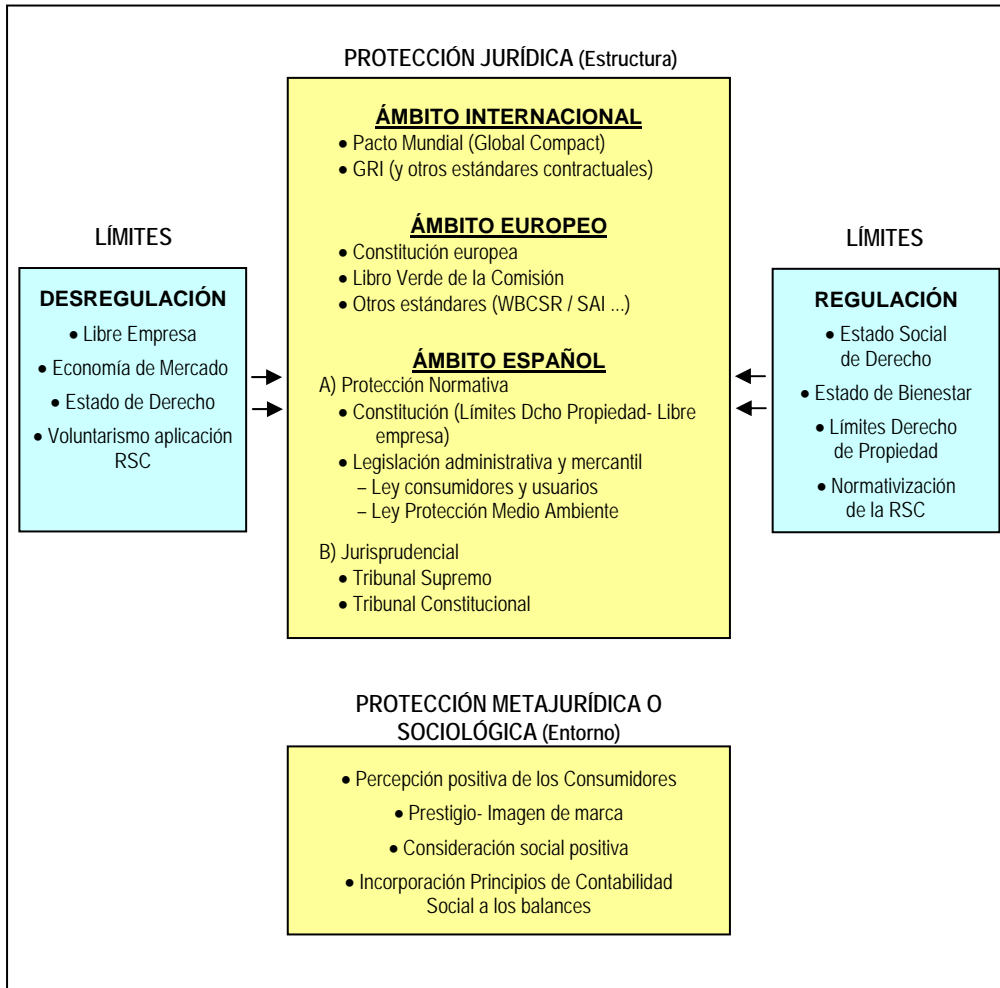 PROTECCIÓN JURÍDICA (Estructura)
ÁMBITO INTERNACIONAL
• Pacto Mundial (Global Compact)
• GRI (y otros estándares contractuales)
ÁMBITO EUROPEO
• Constitución europea
• Libro Verde de la Comisión
• Otros estándares (WBCSR / SAI ...)
ÁMBITO ESPAÑOL
A) Protección Normativa
• Constitución (Límites Dcho Propiedad- Libre
empresa)
• Legislación administrativa y mercantil
– Ley consumidores y usuarios
– Ley Protección Medio Ambiente
B) Jurisprudencial
• Tribunal Supremo
• Tribunal Constitucional
LÍMITES
DESREGULACIÓN
• Libre Empresa
• Economía de Mercado
• Estado de Derecho
• Voluntarismo aplicación
RSC
LÍMITES
REGULACIÓN
• Estado Social
de Derecho
• Estado de Bienestar
• Límites Derecho
de Propiedad
• Normativización
de la RSC
PROTECCIÓN METAJURÍDICA O
SOCIOLÓGICA (Entorno)
• Percepción positiva de los Consumidores
• Prestigio- Imagen de marca
• Consideración social positiva
• Incorporación Principios de Contabilidad
Social a los balances